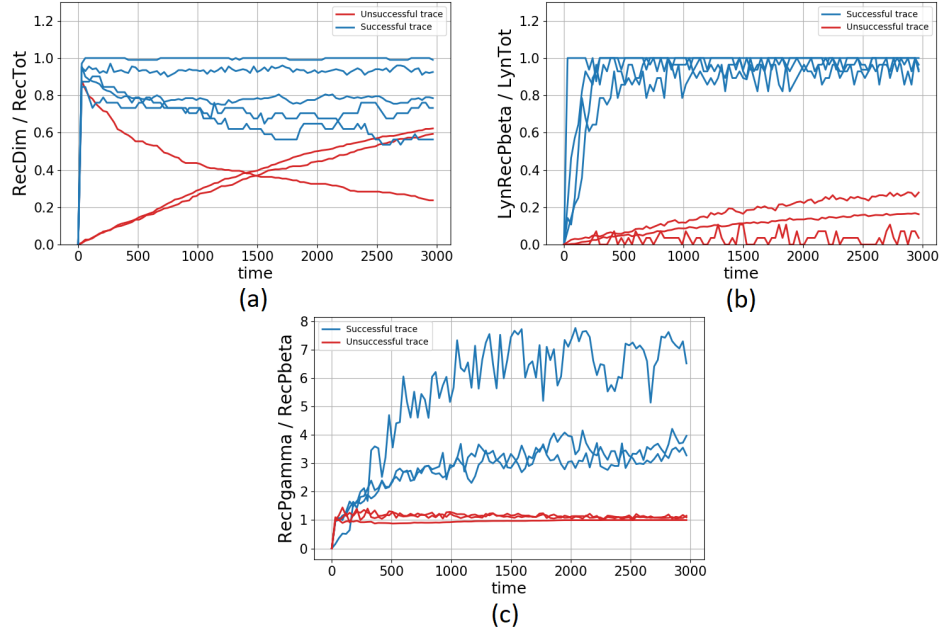 Unsuccessful trace
Successful trace
1.2
1.0
0.8
0.6
0.4
0.2
0.0
RecDim / RecTot
0 500 1000 1500 2000 2500 3000
time
(a)
Successful trace
Unsuccessful trace
1.2
1.0
0.8
0.6
0.4
0.2
0.0
LynRecPbeta / LynTot
0 500 1000 1500 2000 2500 3000
time
(b)
Successful trace
Unsuccessful trace
8
7
6
5
4
3
2
1
0
RecPgamma / RecPbeta
0 500 1000 1500 2000 2500 3000
time
(c)